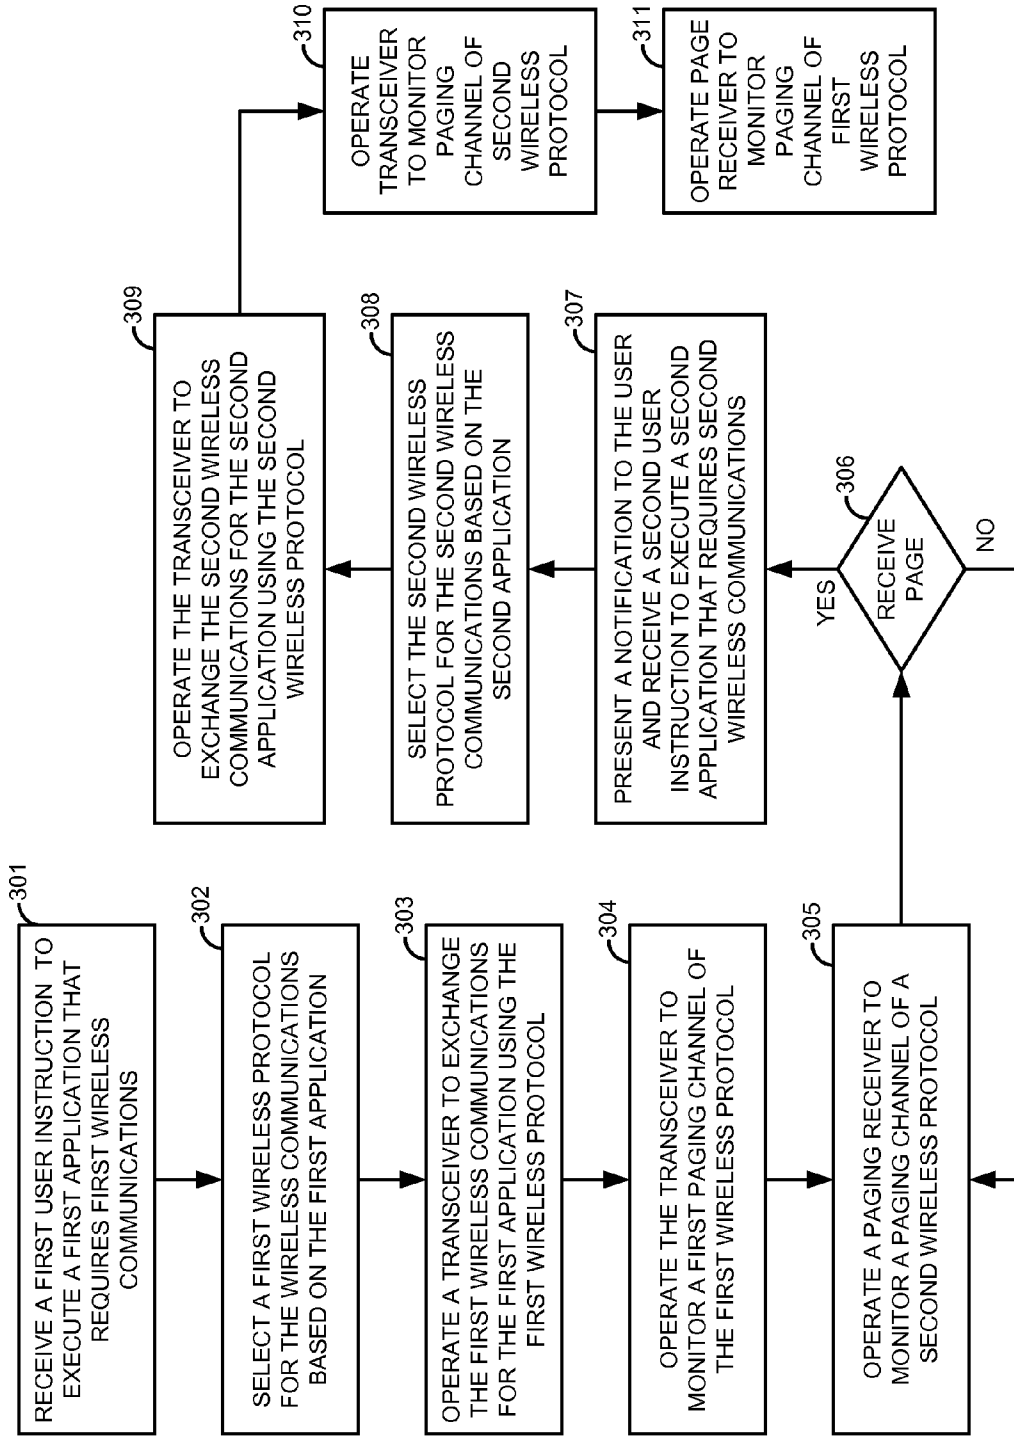 301
RECEIVE A FIRST USER INSTRUCTION TO
EXECUTE A FIRST APPLICATION THAT
REQUIRES FIRST WIRELESS
COMMUNICATIONS
302
SELECT A FIRST WIRELESS PROTOCOL
FOR THE WIRELESS COMMUNICATIONS
BASED ON THE FIRST APPLICATION
303
OPERATE A TRANSCEIVER TO EXCHANGE
THE FIRST WIRELESS COMMUNICATIONS
FOR THE FIRST APPLICATION USING THE
FIRST WIRELESS PROTOCOL
304
OPERATE THE TRANSCEIVER TO
MONITOR A FIRST PAGING CHANNEL OF
THE FIRST WIRELESS PROTOCOL
305
OPERATE A PAGING RECEIVER TO
MONITOR A PAGING CHANNEL OF A
SECOND WIRELESS PROTOCOL
306
RECEIVE
PAGE
YES
NO
307
PRESENT A NOTIFICATION TO THE USER
AND RECEIVE A SECOND USER
INSTRUCTION TO EXECUTE A SECOND
APPLICATION THAT REQUIRES SECOND
WIRELESS COMMUNICATIONS
308
SELECT THE SECOND WIRELESS
PROTOCOL FOR THE SECOND WIRELESS
COMMUNICATIONS BASED ON THE
SECOND APPLICATION
309
OPERATE THE TRANSCEIVER TO
EXCHANGE THE SECOND WIRELESS
COMMUNICATIONS FOR THE SECOND
APPLICATION USING THE SECOND
WIRELESS PROTOCOL
310
OPERATE
TRANSCEIVER
TO MONITOR
PAGING
CHANNEL OF
SECOND
WIRELESS
PROTOCOL
311
OPERATE PAGE
RECEIVER TO
MONITOR
PAGING
CHANNEL OF
FIRST
WIRELESS
PROTOCOL